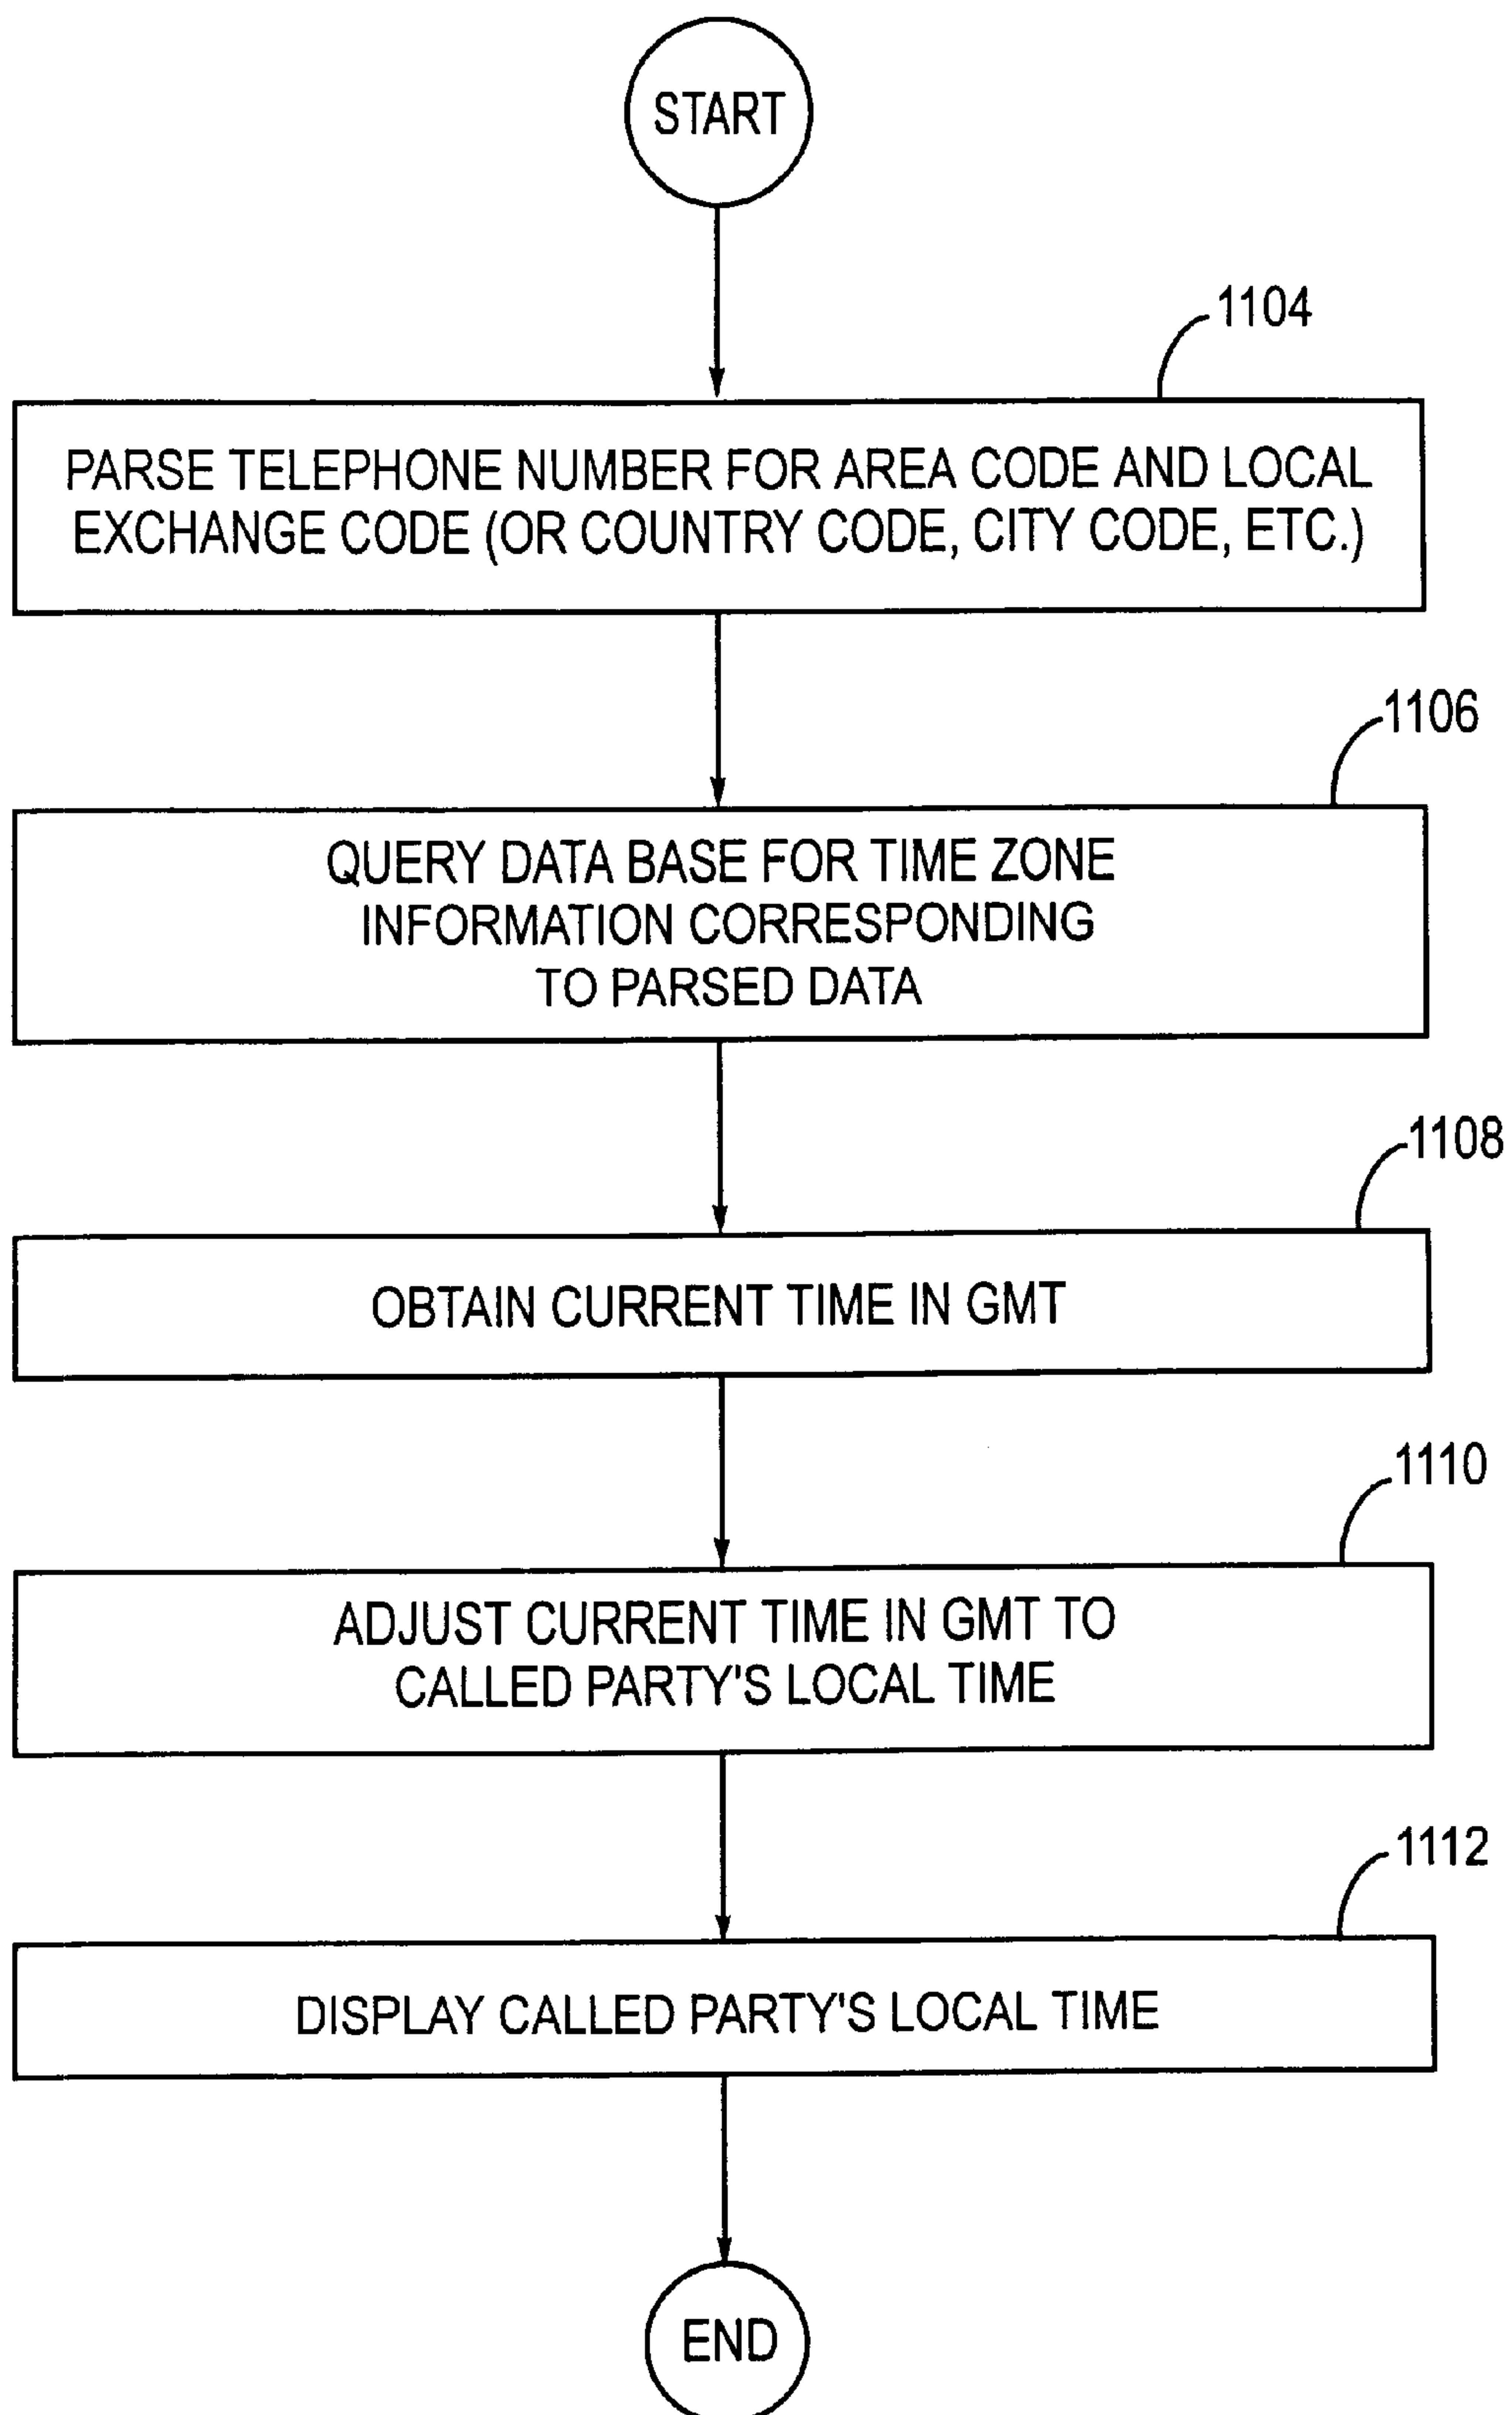 START
1104
PARSE TELEPHONE NUMBER FOR AREA CODE AND LOCAL
EXCHANGE CODE (OR COUNTRY CODE, CITY CODE, ETC.)
1106
QUERY DATA BASE FOR TIME ZONE
INFORMATION CORRESPONDING
TO PARSED DATA
1108
OBTAIN CURRENT TIME IN GMT
1110
ADJUST CURRENT TIME IN GMT TO
CALLED PARTY'S LOCAL TIME
1112
DISPLAY CALLED PARTY'S LOCAL TIME
END